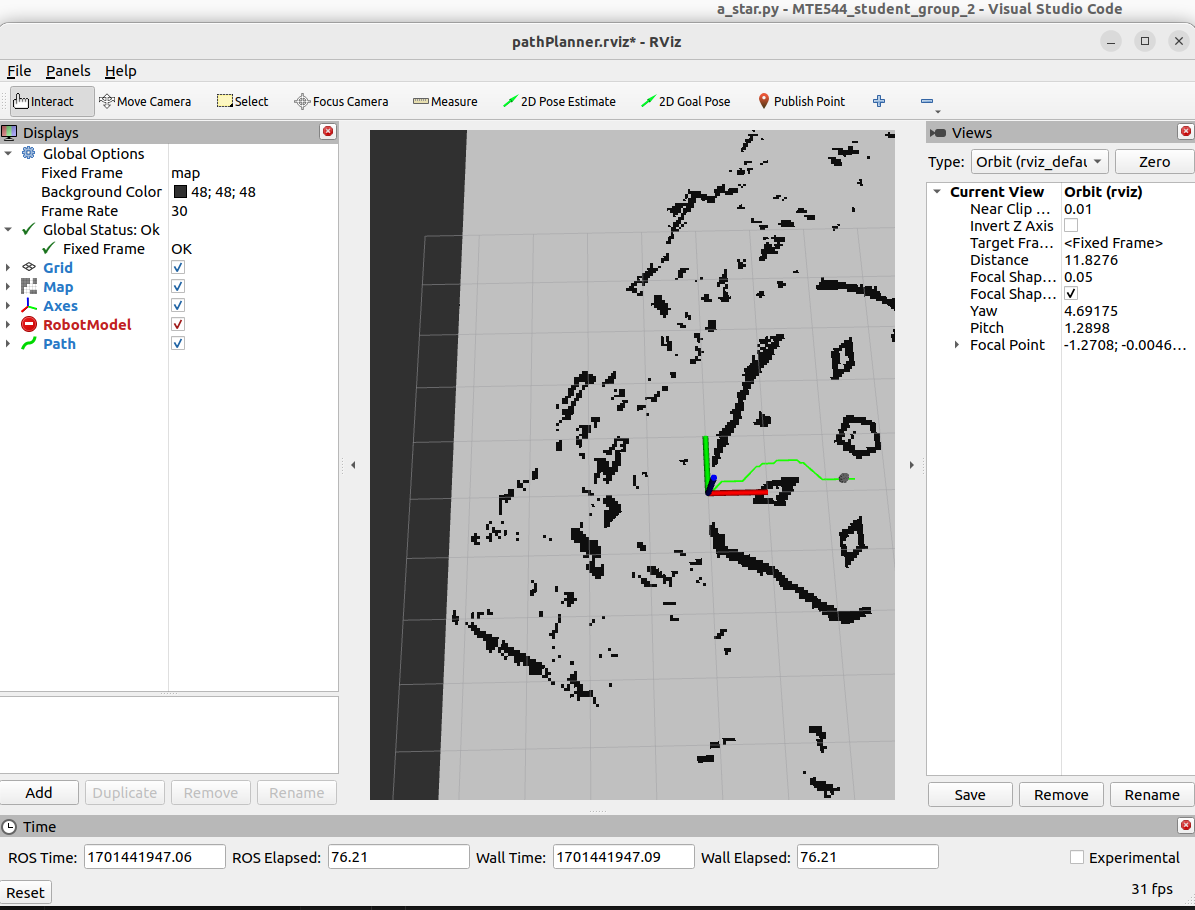 a_star.py - MTE544_student_group_2 - Visual Studio Code
pathPlanner.rviz* - RViz
File Panels Help
Interact Move Camera Select Focus Camera Measure 2D Pose Estimate 2D Goal Pose Publish Point
Displays
Global Options
Fixed Frame map
Background Color 48; 48; 48
Frame Rate 30
Global Status: Ok
Fixed Frame OK
Grid
Map
Axes
RobotModel
Path
Add Duplicate Remove Rename
Views
Type: Orbit (rviz_defau Zero
Current View Orbit (rviz)
Near Clip ... 0.01
Invert Z Axis
Target Fra... <Fixed Frame>
Distance 11.8276
Focal Shap... 0.05
Focal Shap...
Yaw 4.69175
Pitch 1.2898
Focal Point -1.2708; -0.0046...
Save Remove Rename
Time
ROS Time: 1701441947.06 ROS Elapsed: 76.21 Wall Time: 1701441947.09 Wall Elapsed: 76.21 Experimental
Reset 31 fps